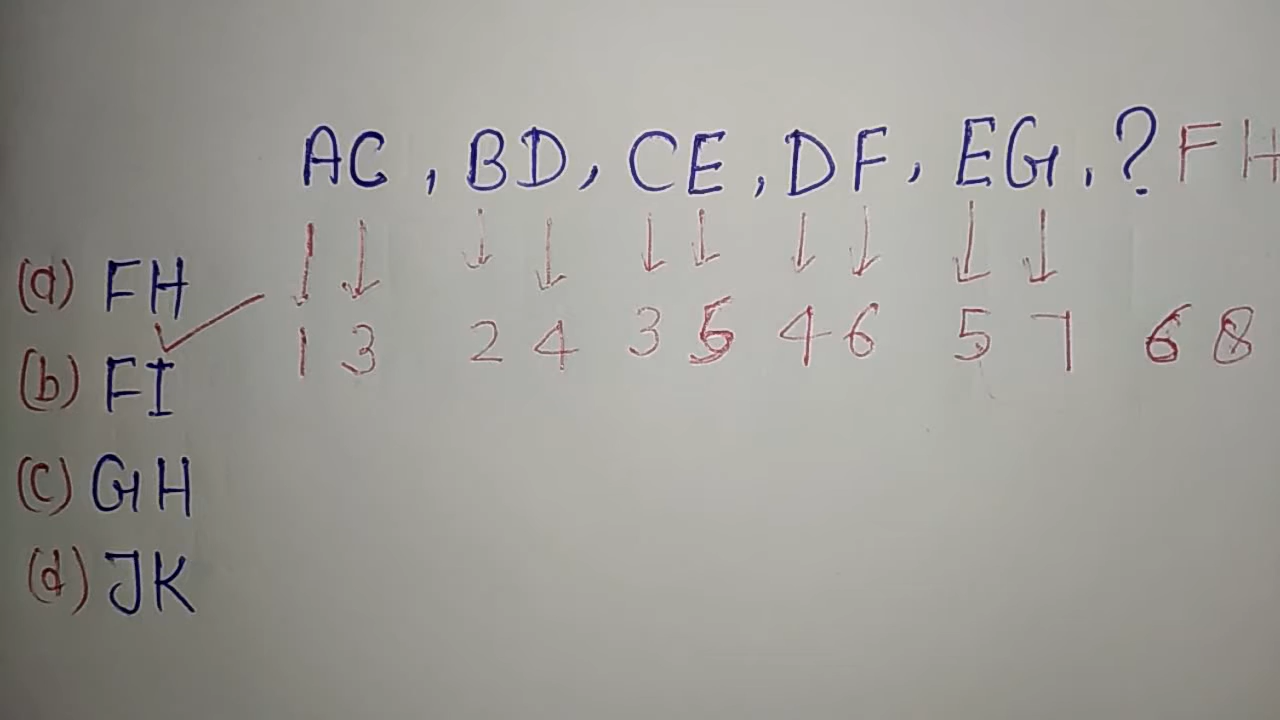 AC, BD, CE, DF, EG, ? FH
1 3 2 4 3 5 4 6 5 7 6 8
(a) FH
(b) FI
(c) GH
(d) JK